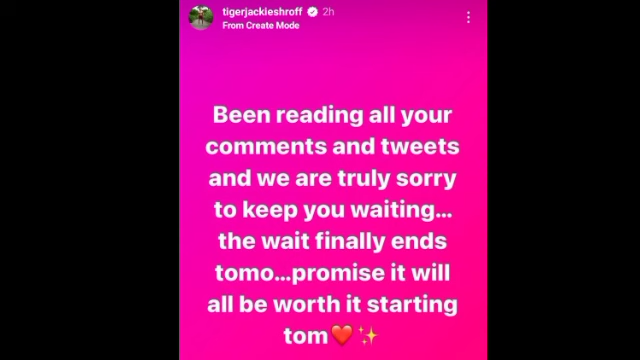 tigerjackieshroff 2h
From Create Mode
Been reading all your
comments and tweets
and we are truly sorry
to keep you waiting...
the wait finally ends
tomo...promise it will
all be worth it starting
tom❤️✨